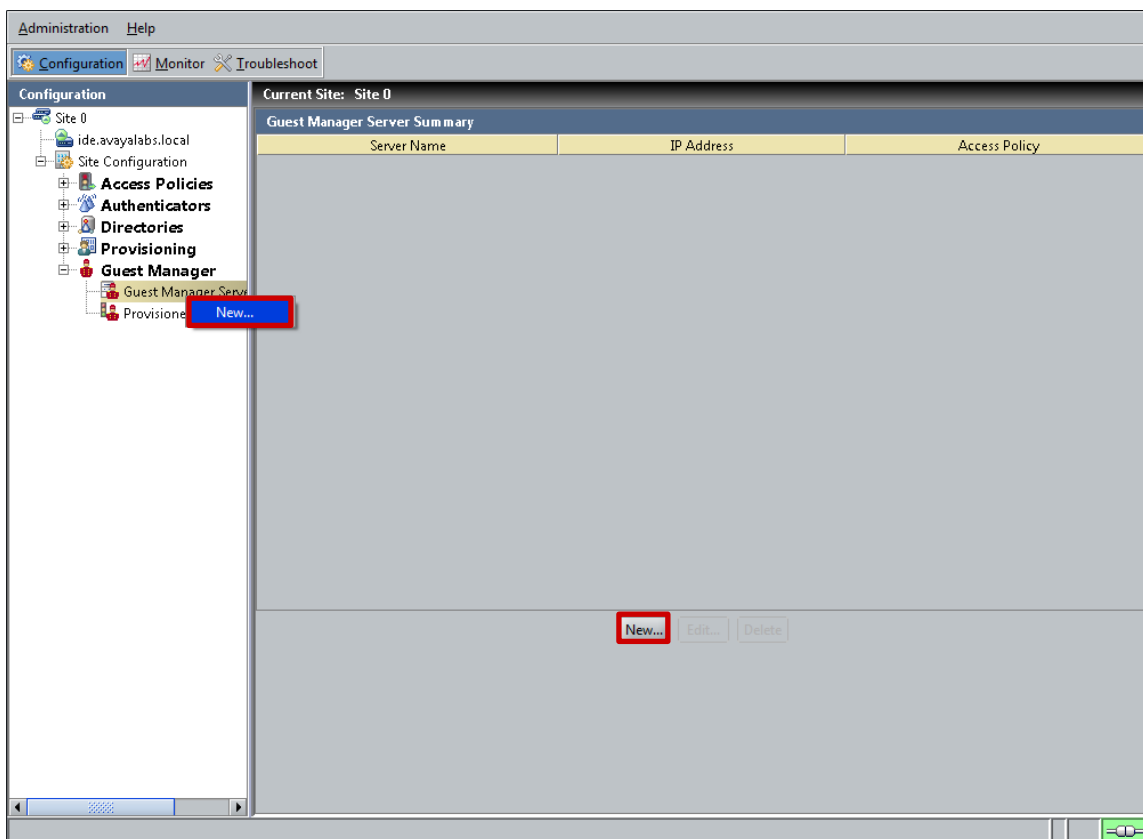 Administration Help
Configuration Monitor Troubleshoot
Configuration
Site 0
ide.avayalabs.local
Site Configuration
Access Policies
Authenticators
Directories
Provisioning
Guest Manager
Guest Manager Serve
Provisione
New...
Current Site: Site 0
Guest Manager Server Summary
Server Name IP Address Access Policy
New... Edit... Delete